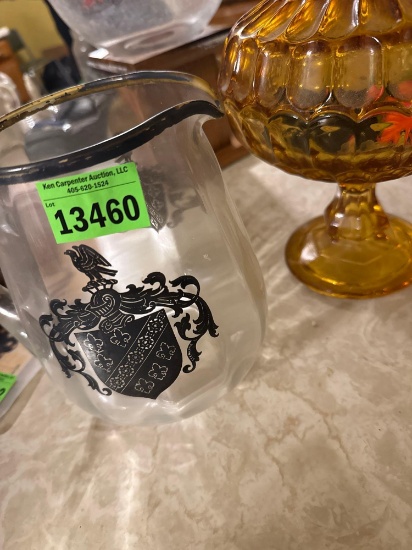 Ken Carpenter Auction, LLC
405-620-1524
Lot
13460